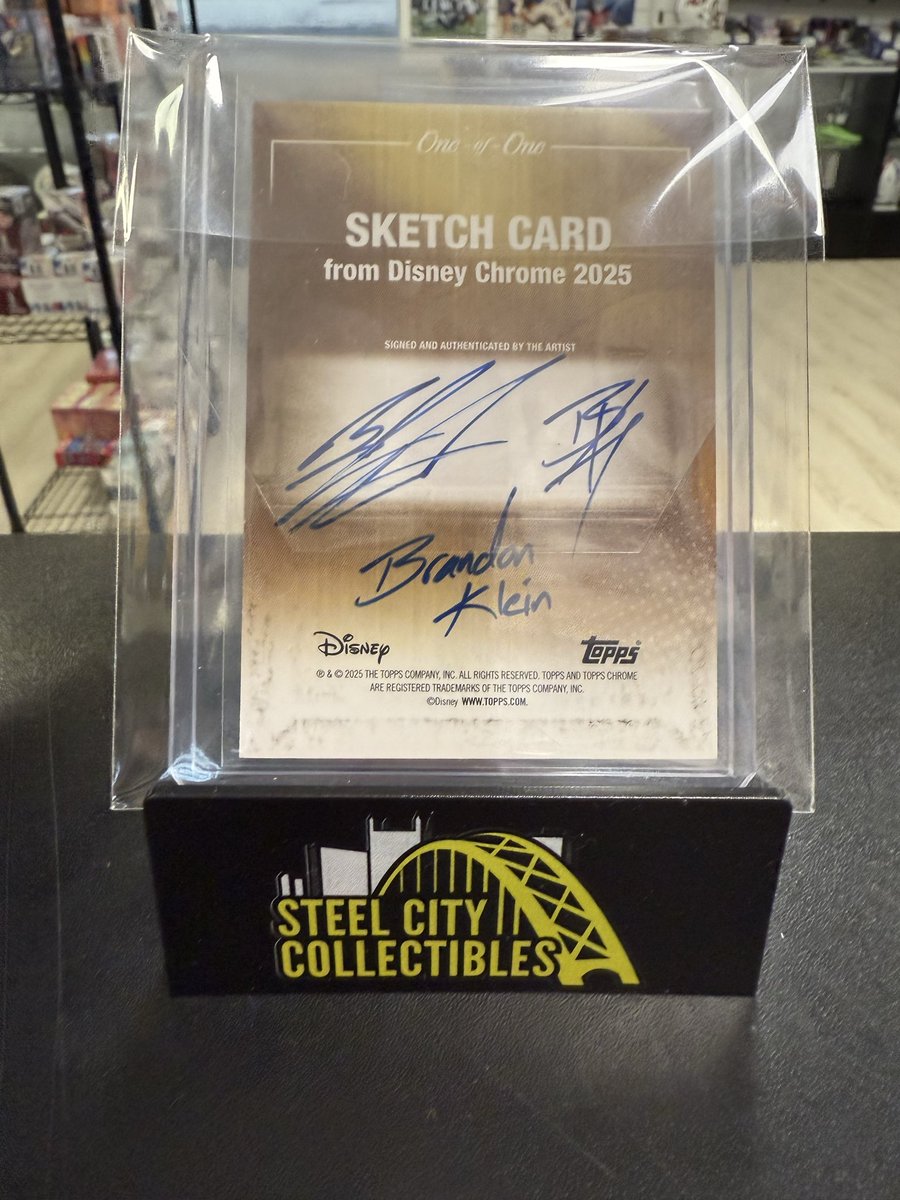 One - of - One
SKETCH CARD
from Disney Chrome 2025
SIGNED AND AUTHENTICATED BY THE ARTIST
Brandon
Klein
Disney
Topps
℗ & © 2025 THE TOPPS COMPANY, INC. ALL RIGHTS RESERVED. TOPPS AND TOPPS CHROME
ARE REGISTERED TRADEMARKS OF THE TOPPS COMPANY, INC.
©Disney WWW.TOPPS.COM.
STEEL CITY
COLLECTIBLES